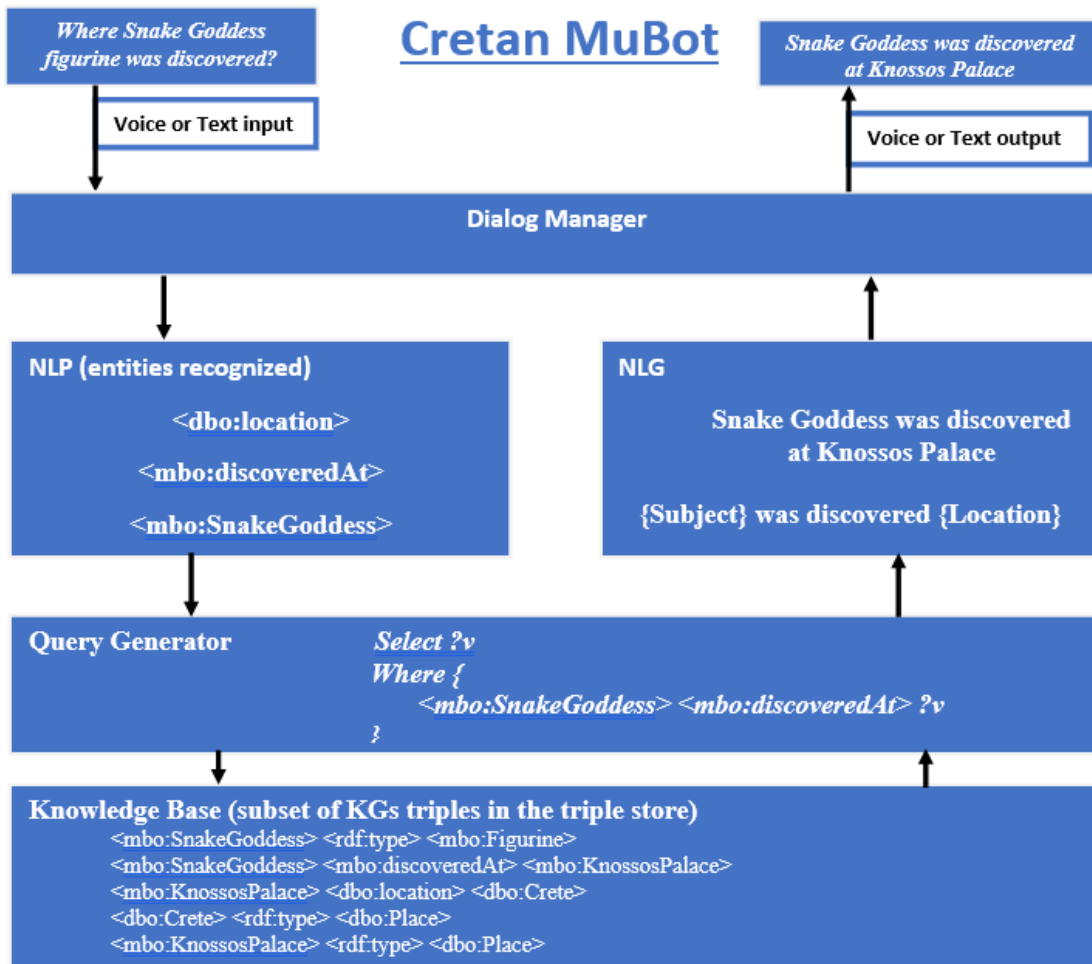 Where Snake Goddess
figurine was discovered?
Cretan MuBot
Snake Goddess was discovered
at Knossos Palace
Voice or Text input
Voice or Text output
Dialog Manager
NLP (entities recognized)
<dbo:location>
<mbo:discoveredAt>
<mbo:SnakeGoddess>
NLG
Snake Goddess was discovered
at Knossos Palace
{Subject} was discovered {Location}
Query Generator
Select ?v
Where {
<mbo:SnakeGoddess> <mbo:discoveredAt> ?v
}
Knowledge Base (subset of KGs triples in the triple store)
<mbo:SnakeGoddess> <rdf:type> <mbo:Figurine>
<mbo:SnakeGoddess> <mbo:discoveredAt> <mbo:KnossosPalace>
<mbo:KnossosPalace> <dbo:location> <dbo:Crete>
<dbo:Crete> <rdf:type> <dbo:Place>
<mbo:KnossosPalace> <rdf:type> <dbo:Place>